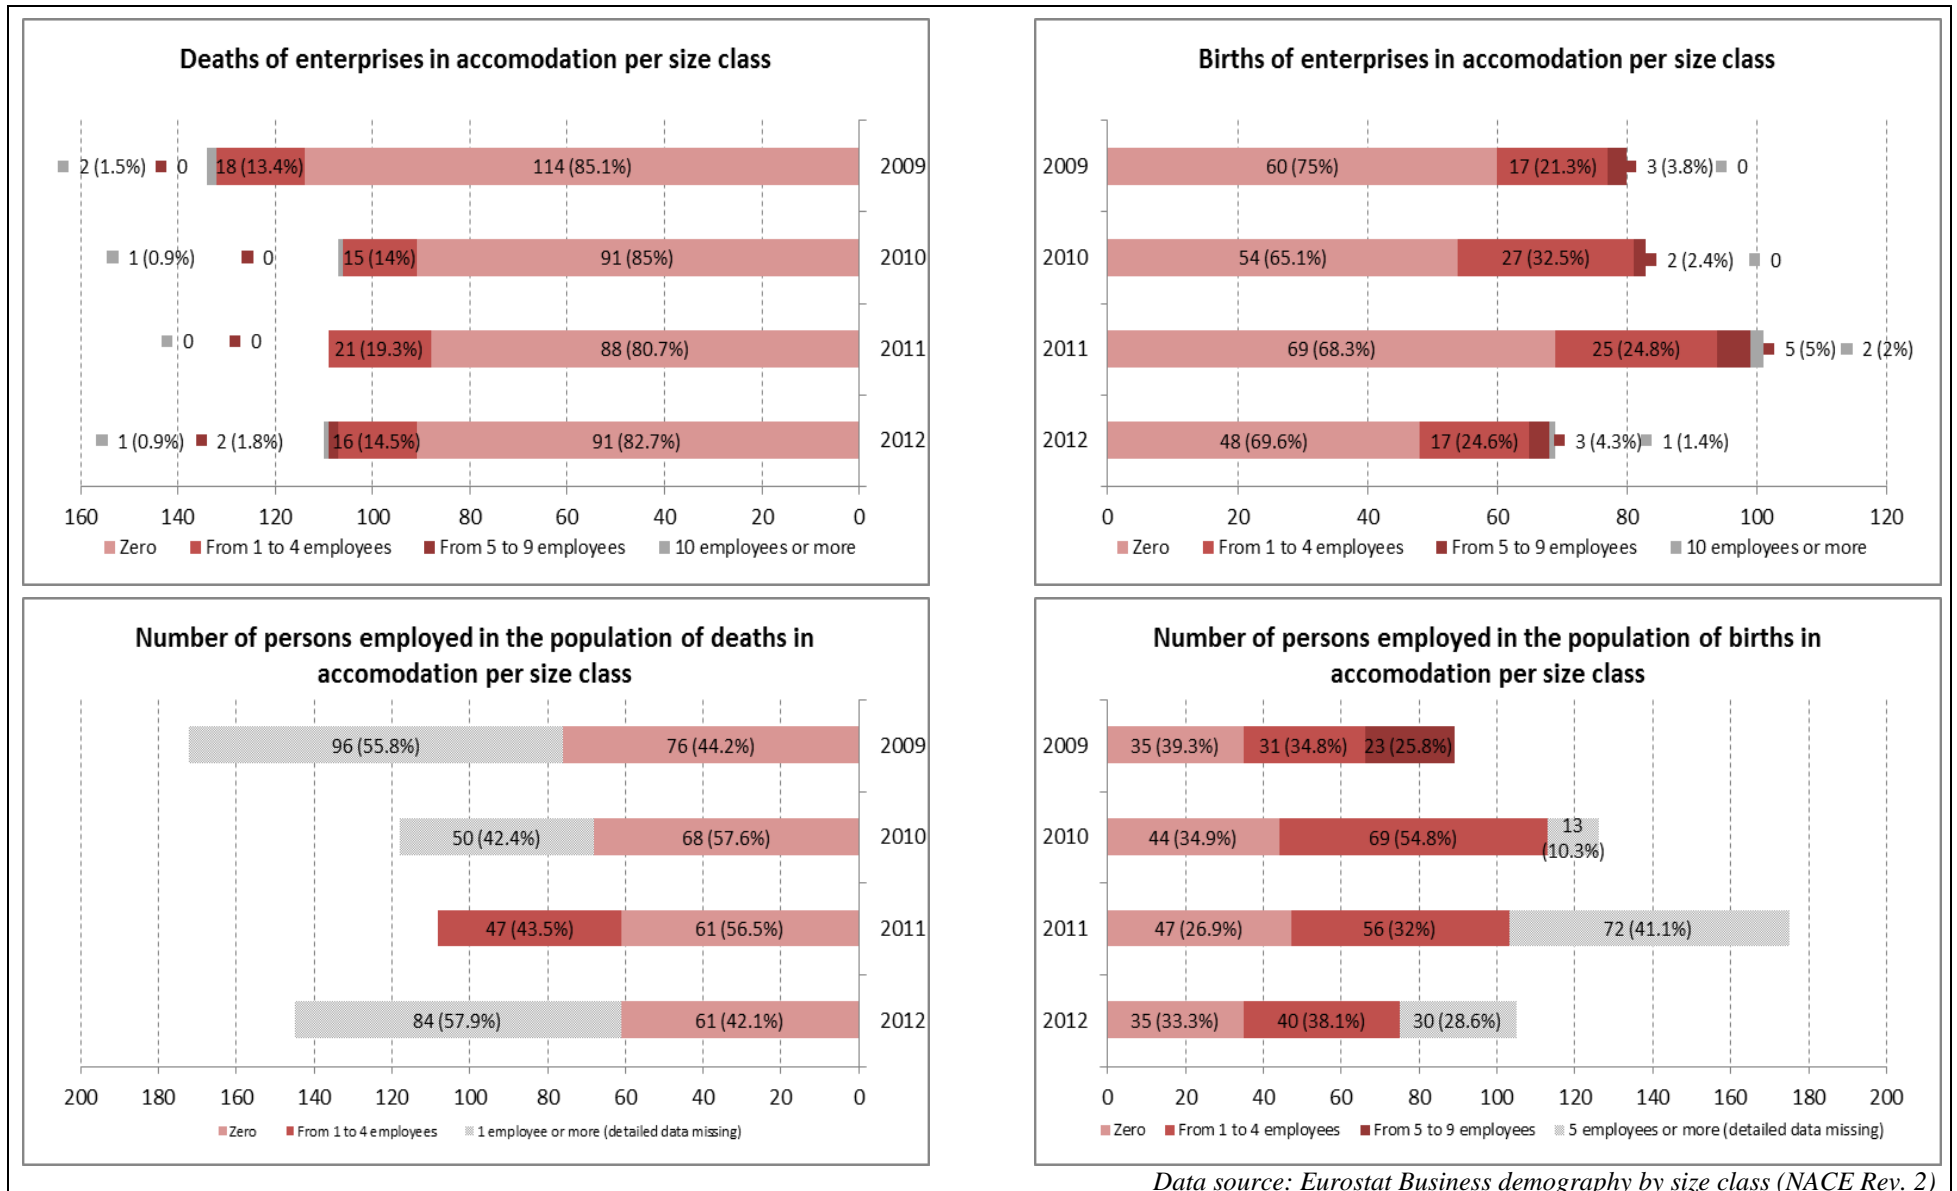 Deaths of enterprises in accomodation per size class
2 (1.5%) 0 18 (13.4%) 114 (85.1%) 2009
1 (0.9%) 0 15 (14%) 91 (85%) 2010
0 0 21 (19.3%) 88 (80.7%) 2011
1 (0.9%) 2 (1.8%) 16 (14.5%) 91 (82.7%) 2012
160 140 120 100 80 60 40 20 0
Zero From 1 to 4 employees From 5 to 9 employees 10 employees or more
Births of enterprises in accomodation per size class
2009 60 (75%) 17 (21.3%) 3 (3.8%) 0
2010 54 (65.1%) 27 (32.5%) 2 (2.4%) 0
2011 69 (68.3%) 25 (24.8%) 5 (5%) 2 (2%)
2012 48 (69.6%) 17 (24.6%) 3 (4.3%) 1 (1.4%)
0 20 40 60 80 100 120
Zero From 1 to 4 employees From 5 to 9 employees 10 employees or more
Number of persons employed in the population of deaths in
accomodation per size class
96 (55.8%) 76 (44.2%) 2009
50 (42.4%) 68 (57.6%) 2010
47 (43.5%) 61 (56.5%) 2011
84 (57.9%) 61 (42.1%) 2012
200 180 160 140 120 100 80 60 40 20 0
Zero From 1 to 4 employees 1 employee or more (detailed data missing)
Number of persons employed in the population of births in
accomodation per size class
2009 35 (39.3%) 31 (34.8%) 23 (25.8%)
2010 44 (34.9%) 69 (54.8%) 13
(10.3%)
2011 47 (26.9%) 56 (32%) 72 (41.1%)
2012 35 (33.3%) 40 (38.1%) 30 (28.6%)
0 20 40 60 80 100 120 140 160 180 200
Zero From 1 to 4 employees From 5 to 9 employees 5 employees or more (detailed data missing)
Data source: Eurostat Business demography by size class (NACE Rev. 2)